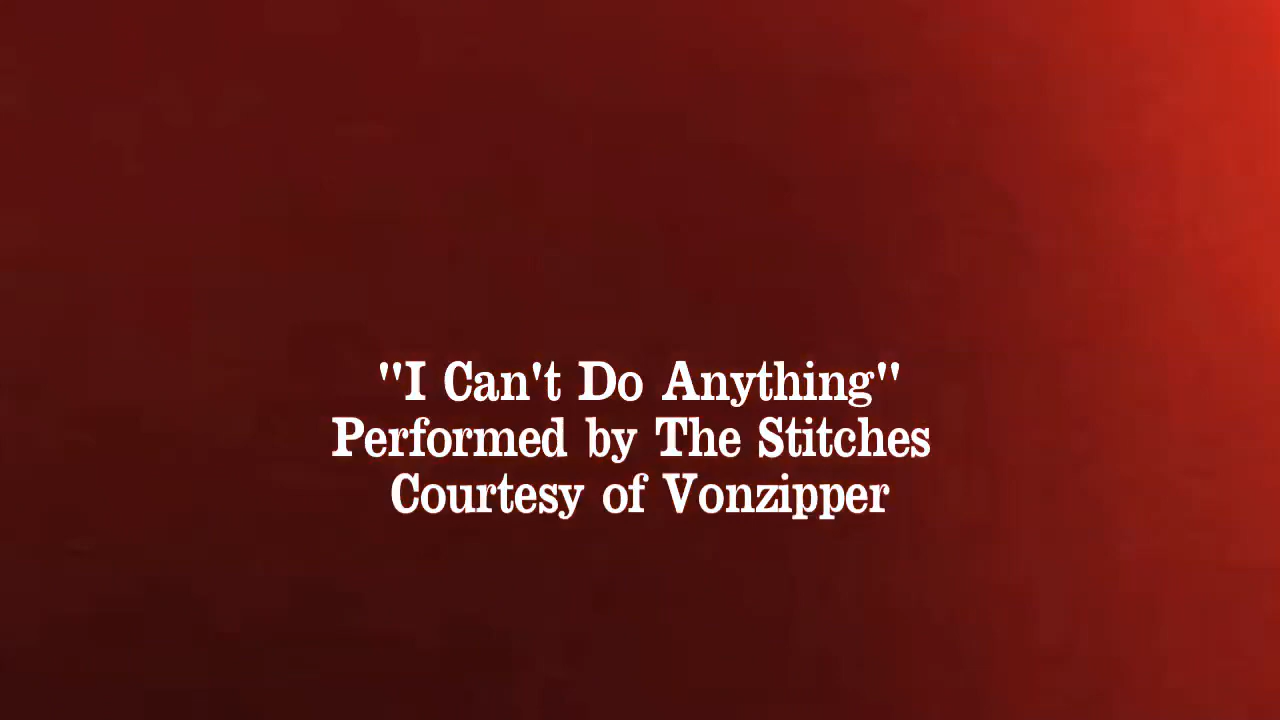 "I Can't Do Anything"
Performed by The Stitches
Courtesy of Vonzipper